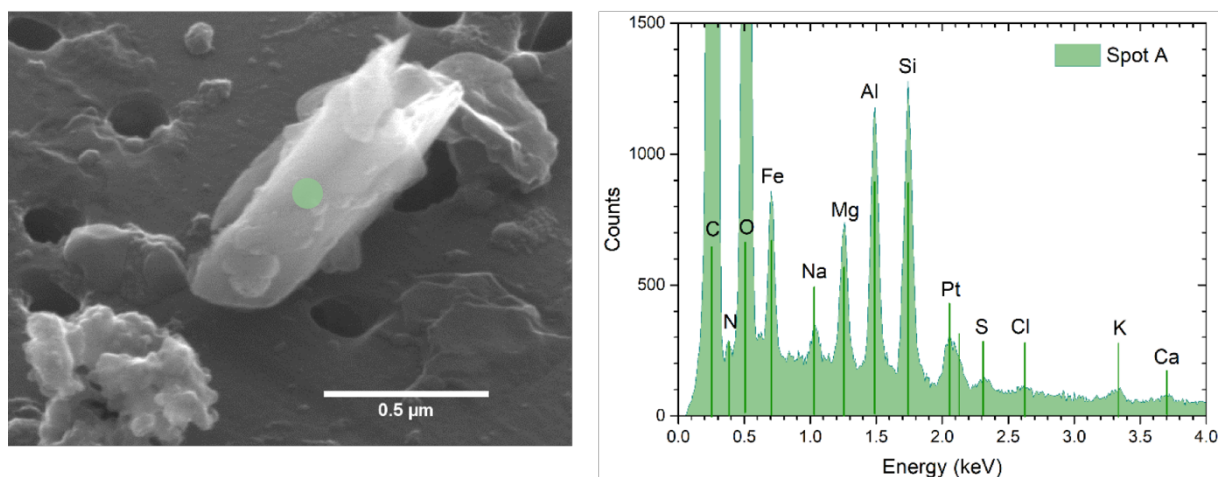 0.5 µm
1500
1000
500
0
Counts
Spot A
C
N
O
Fe
Na
Mg
Al
Si
Pt
S
Cl
K
Ca
0.0 0.5 1.0 1.5 2.0 2.5 3.0 3.5 4.0
Energy (keV)